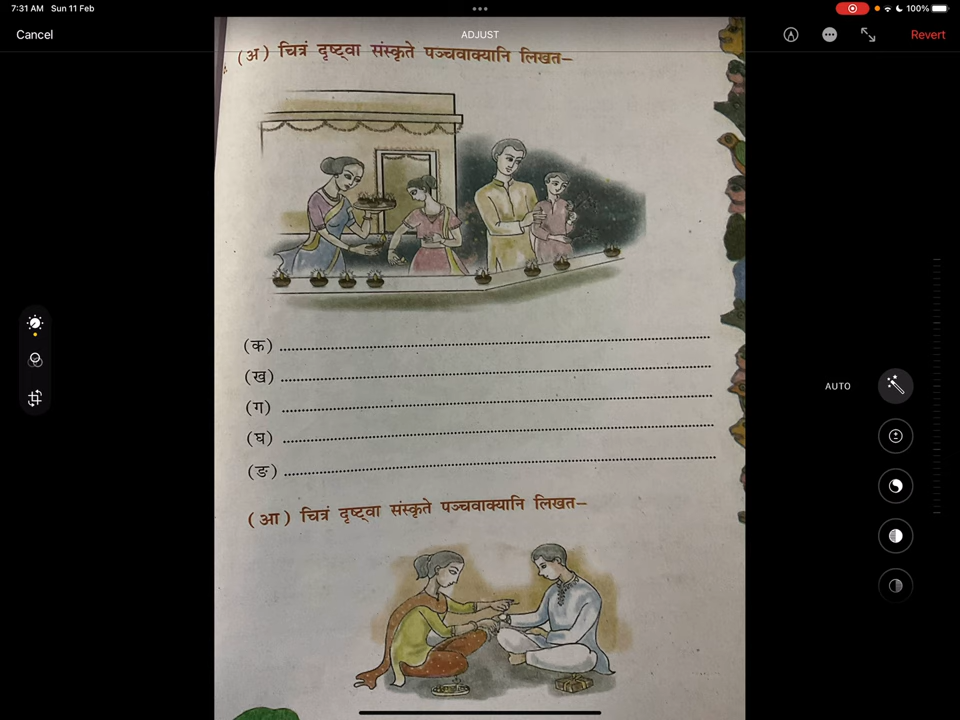 7:31 AM Sun 11 Feb
100%
Cancel
ADJUST
Revert
(अ) चित्रं दृष्ट्वा संस्कृते पञ्चवाक्यानि लिखत–
(क)
(ख)
(ग)
(घ)
(ङ)
AUTO
(आ) चित्रं दृष्ट्वा संस्कृते पञ्चवाक्यानि लिखत–